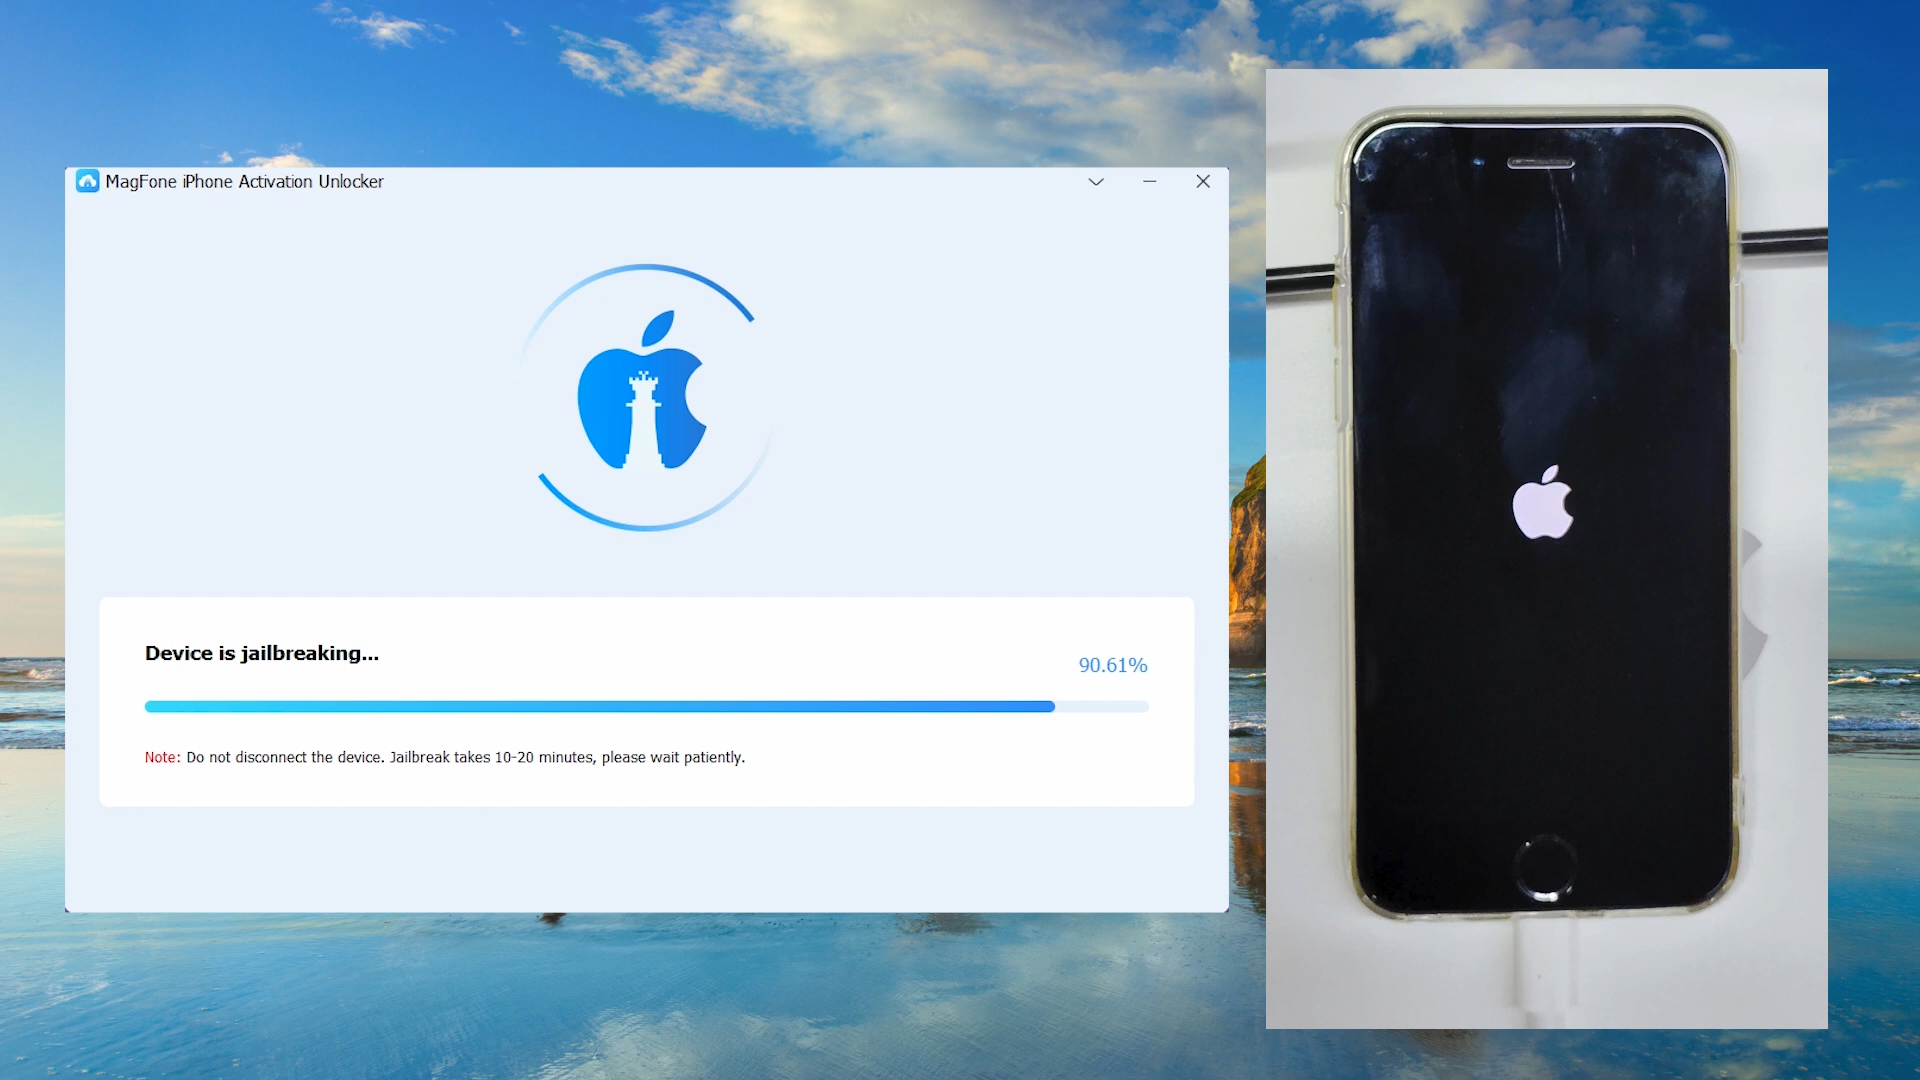 MagFone iPhone Activation Unlocker
Device is jailbreaking...
90.61%
Note: Do not disconnect the device. Jailbreak takes 10-20 minutes, please wait patiently.